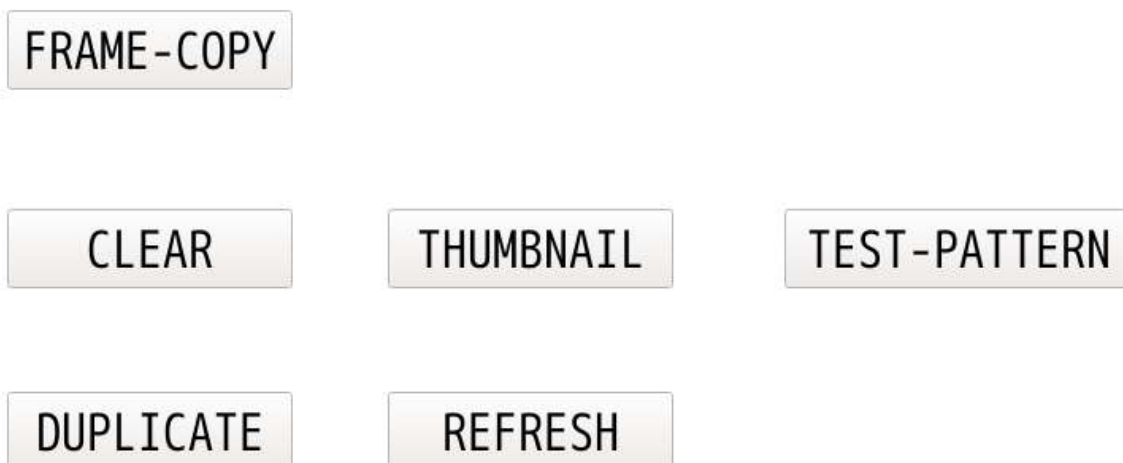 FRAME-COPY
CLEAR THUMBNAIL TEST-PATTERN
DUPLICATE REFRESH